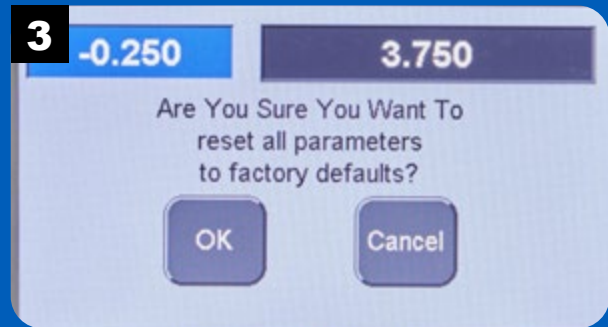 3
-0.250 3.750
Are You Sure You Want To
reset all parameters
to factory defaults?
OK Cancel